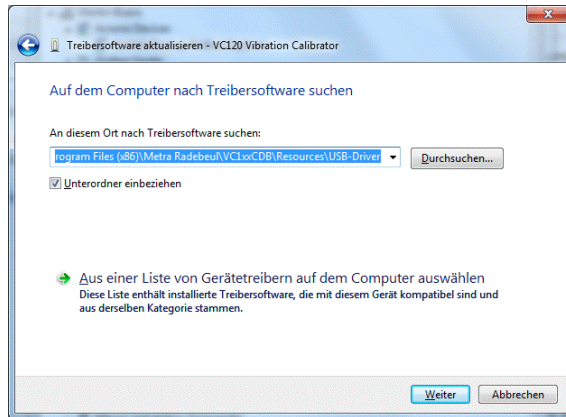 Treibersoftware aktualisieren - VC120 Vibration Calibrator
Auf dem Computer nach Treibersoftware suchen
An diesem Ort nach Treibersoftware suchen:
rogram Files (x86)\Metra Radebeul\VC1xxCDB\Resources\USB-Driver
Durchsuchen...
Unterordner einbeziehen
Aus einer Liste von Gerätetreibern auf dem Computer auswählen
Diese Liste enthält installierte Treibersoftware, die mit diesem Gerät kompatibel sind und
aus derselben Kategorie stammen.
Weiter
Abbrechen